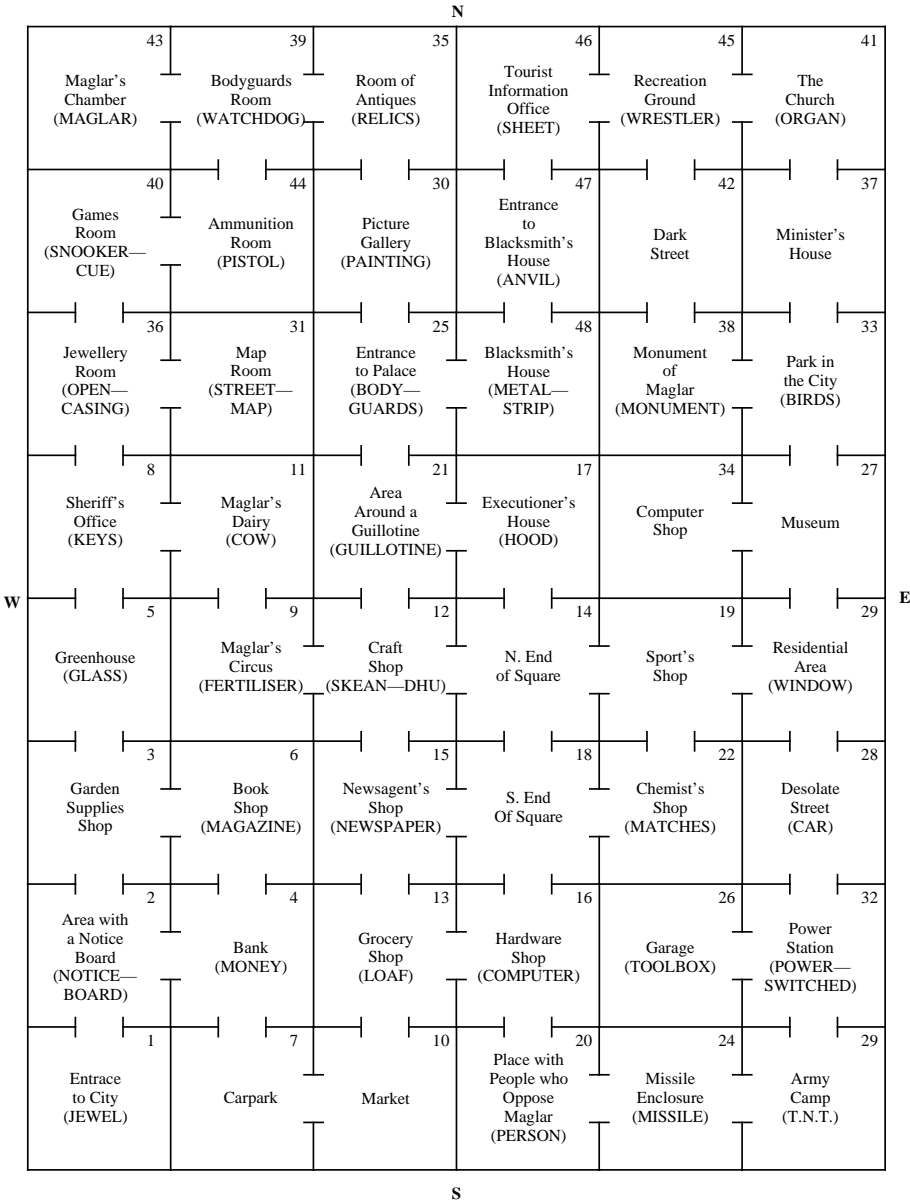 N
43
Maglar's
Chamber
(MAGLAR)
39
Bodyguards
Room
(WATCHDOG)
35
Room of
Antiques
(RELICS)
46
Tourist
Information
Office
(SHEET)
45
Recreation
Ground
(WRESTLER)
41
The
Church
(ORGAN)
40
Games
Room
(SNOOKER—
CUE)
44
Ammunition
Room
(PISTOL)
30
Picture
Gallery
(PAINTING)
47
Entrance
to
Blacksmith's
House
(ANVIL)
42
Dark
Street
37
Minister's
House
36
Jewellery
Room
(OPEN—
CASING)
31
Map
Room
(STREET—
MAP)
25
Entrance
to Palace
(BODY—
GUARDS)
48
Blacksmith's
House
(METAL—
STRIP)
38
Monument
of
Maglar
(MONUMENT)
33
Park in
the City
(BIRDS)
8
Sheriff's
Office
(KEYS)
11
Maglar's
Dairy
(COW)
21
Area
Around a
Guillotine
(GUILLOTINE)
17
Executioner's
House
(HOOD)
34
Computer
Shop
27
Museum
W
E
5
Greenhouse
(GLASS)
9
Maglar's
Circus
(FERTILISER)
12
Craft
Shop
(SKEAN—DHU)
14
N. End
of Square
19
Sport's
Shop
29
Residential
Area
(WINDOW)
3
Garden
Supplies
Shop
6
Book
Shop
(MAGAZINE)
15
Newsagent's
Shop
(NEWSPAPER)
18
S. End
Of Square
22
Chemist's
Shop
(MATCHES)
28
Desolate
Street
(CAR)
2
Area with
a Notice
Board
(NOTICE—
BOARD)
4
Bank
(MONEY)
13
Grocery
Shop
(LOAF)
16
Hardware
Shop
(COMPUTER)
26
Garage
(TOOLBOX)
32
Power
Station
(POWER—
SWITCHED)
1
Entrace
to City
(JEWEL)
7
Carpark
10
Market
20
Place with
People who
Oppose
Maglar
(PERSON)
24
Missile
Enclosure
(MISSILE)
29
Army
Camp
(T.N.T.)
S